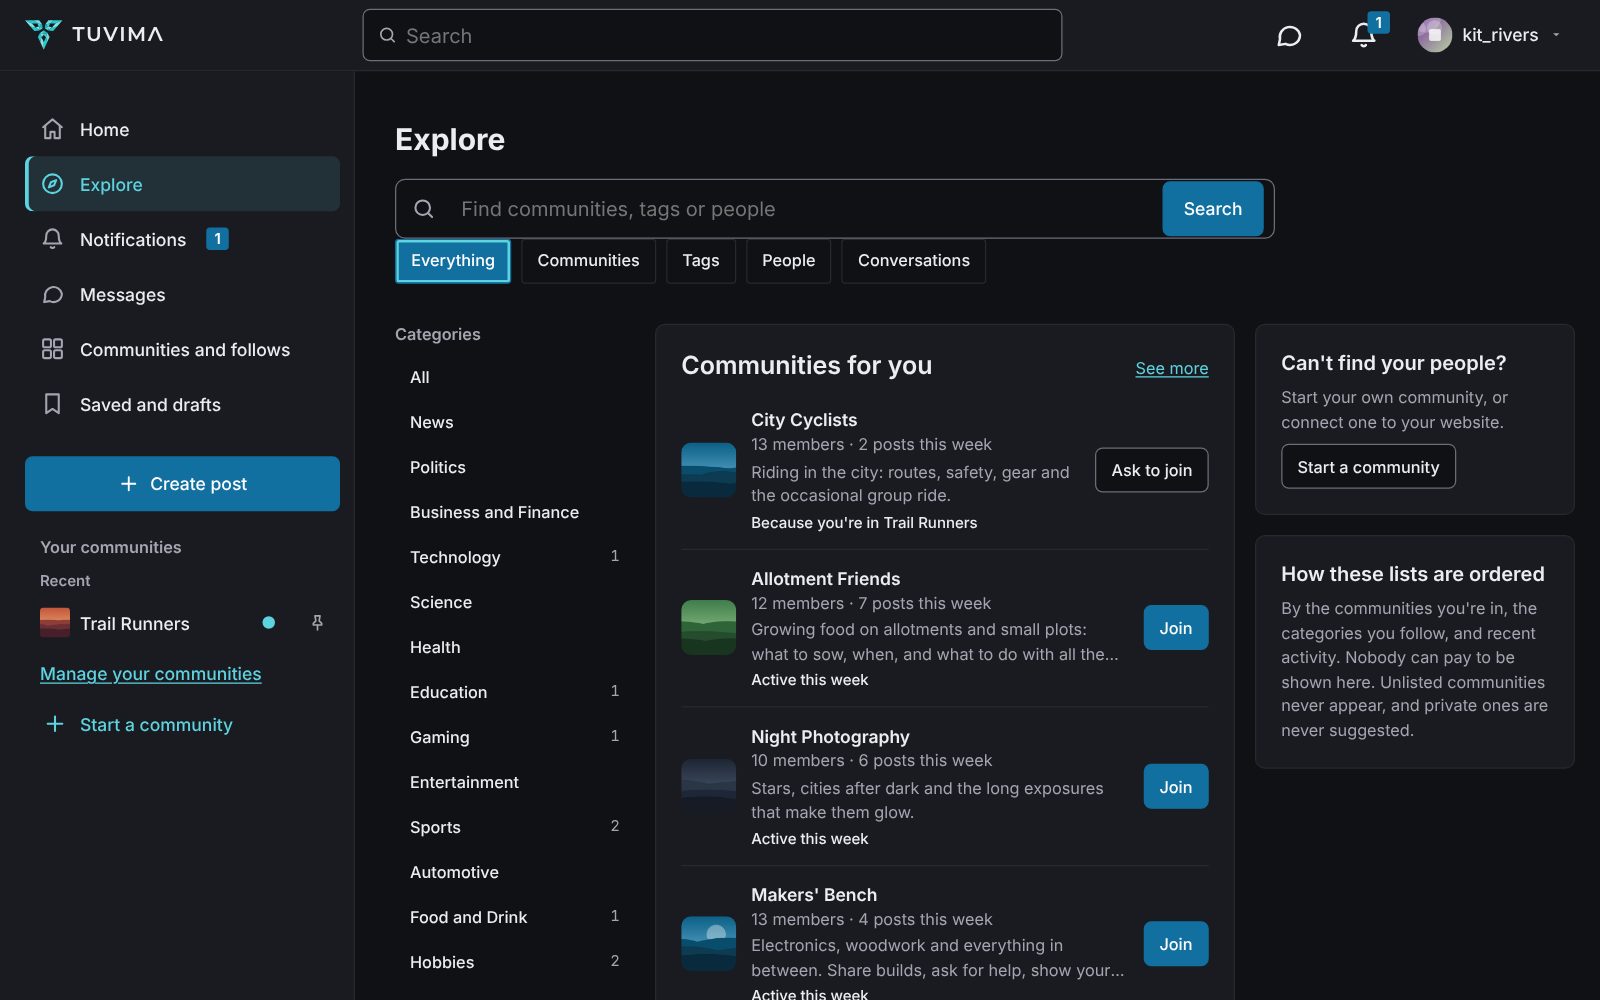 TUVIMA
Search
1
kit_rivers
Home
Explore
Notifications 1
Messages
Communities and follows
Saved and drafts
Create post
Your communities
Recent
Trail Runners
Manage your communities
Start a community
Explore
Find communities, tags or people
Search
Everything
Communities
Tags
People
Conversations
Categories
All
News
Politics
Business and Finance
Technology 1
Science
Health
Education 1
Gaming 1
Entertainment
Sports 2
Automotive
Food and Drink 1
Hobbies 2
Communities for you
See more
City Cyclists
13 members · 2 posts this week
Riding in the city: routes, safety, gear and
the occasional group ride.
Because you're in Trail Runners
Ask to join
Allotment Friends
12 members · 7 posts this week
Growing food on allotments and small plots:
what to sow, when, and what to do with all the...
Active this week
Join
Night Photography
10 members · 6 posts this week
Stars, cities after dark and the long exposures
that make them glow.
Active this week
Join
Makers' Bench
13 members · 4 posts this week
Electronics, woodwork and everything in
between. Share builds, ask for help, show your...
Active this week
Join
Can't find your people?
Start your own community, or
connect one to your website.
Start a community
How these lists are ordered
By the communities you're in, the
categories you follow, and recent
activity. Nobody can pay to be
shown here. Unlisted communities
never appear, and private ones are
never suggested.